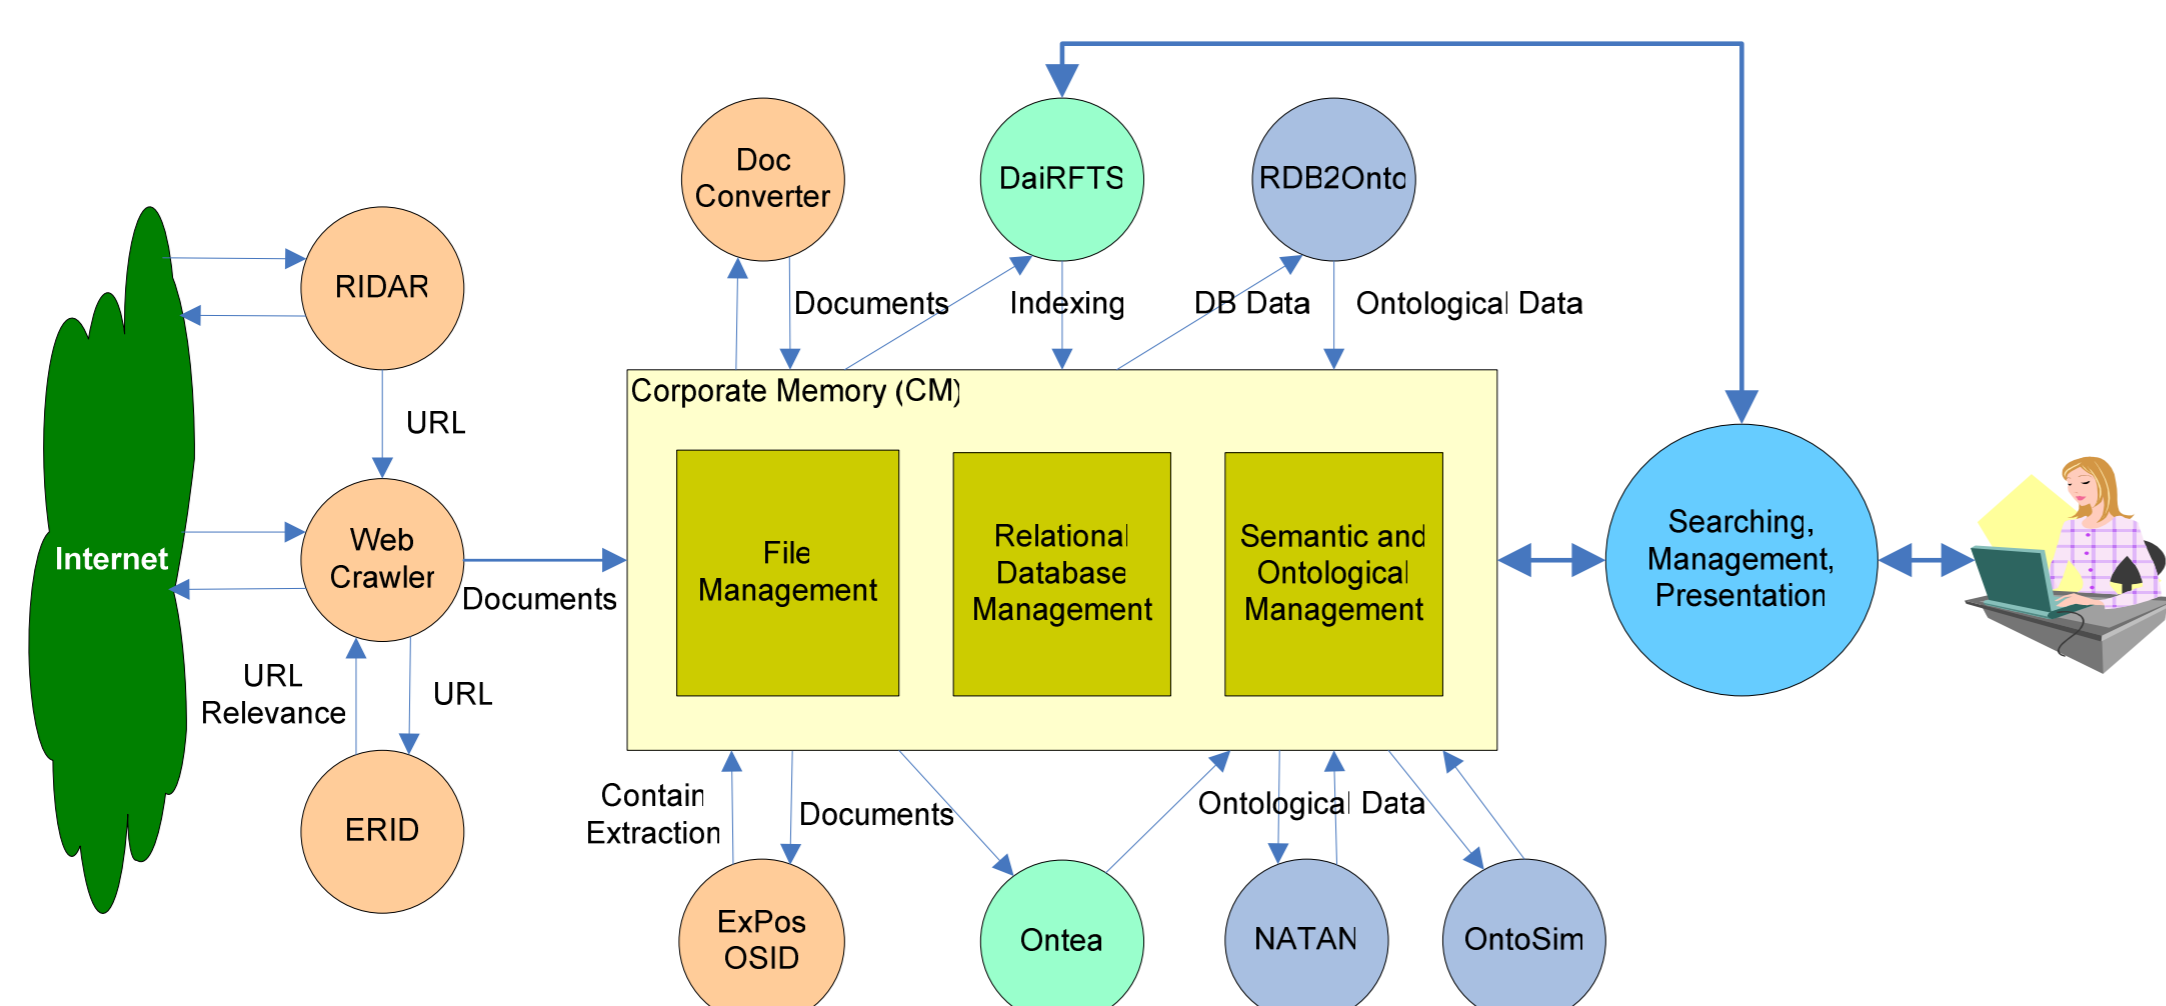 Doc
Converter
DaiRFTS
RDB2Onto
RIDAR
Documents
Indexing
DB Data
Ontological Data
Corporate Memory (CM)
URL
Internet
Web
Crawler
Documents
File
Management
Relational
Database
Management
Semantic and
Ontological
Management
Searching,
Management,
Presentation
URL
Relevance
URL
ERID
Contain
Extraction
Documents
Ontological Data
ExPos
OSID
Ontea
NATAN
OntoSim